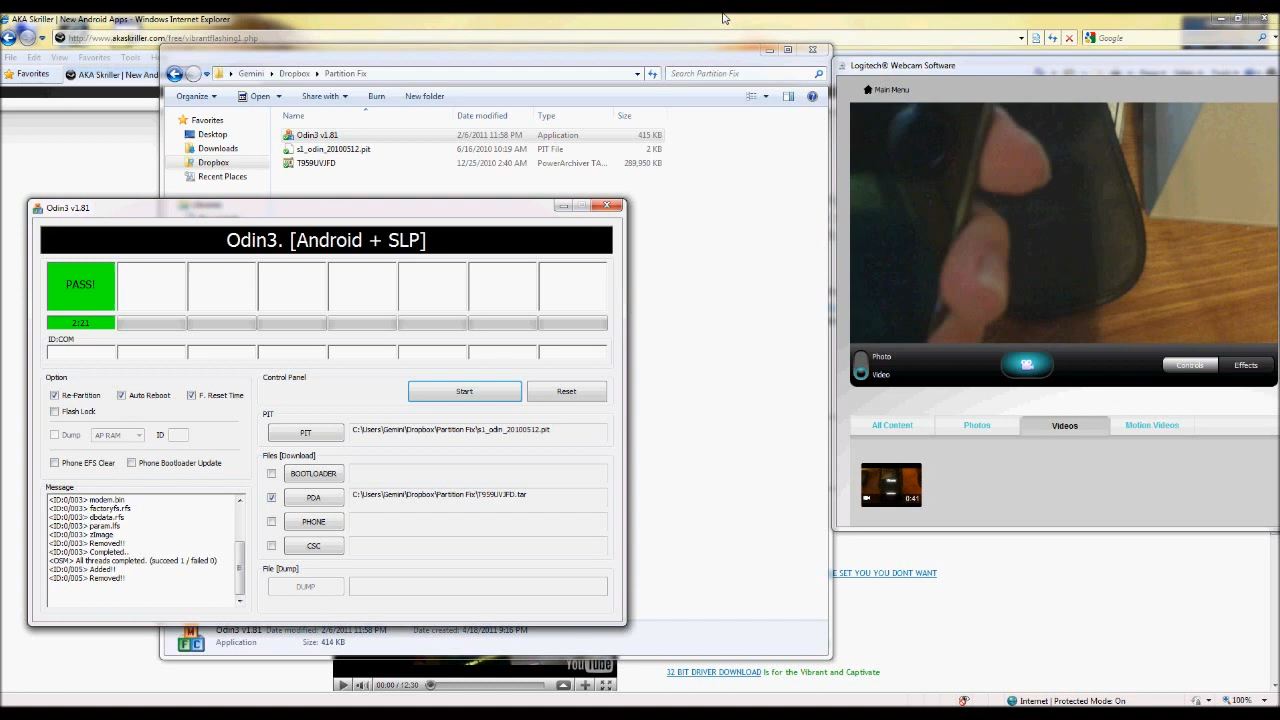 AKA Skriller | New Android Apps - Windows Internet Explorer
http://www.akaskriller.com/free/vibrantflashing1.php
Google
File Edit View Favorites Tools
Favorites AKA Skriller | New And
Gemini Dropbox Partition Fix
Search Partition Fix
Organize Open Share with Burn New folder
Favorites
Desktop
Downloads
Dropbox
Recent Places
Name Date modified Type Size
Odin3 v1.81 2/6/2011 11:58 PM Application 415 KB
s1_odin_20100512.pit 6/16/2010 10:19 AM PIT File 2 KB
T959UVJFD 12/25/2010 2:40 AM PowerArchiver TA... 289,950 KB
Odin3 v1.81
Odin3. [Android + SLP]
PASS!
2:21
ID:COM
Option
Re-Partition Auto Reboot F. Reset Time
Flash Lock
Dump AP RAM ID
Phone EFS Clear Phone Bootloader Update
Message
<ID:0/003> modem.bin
<ID:0/003> factoryfs.rfs
<ID:0/003> dbdata.rfs
<ID:0/003> param.lfs
<ID:0/003> zImage
<ID:0/003> Removed!!
<ID:0/003> Completed..
<OSM> All threads completed. (succeed 1 / failed 0)
<ID:0/005> Added!!
<ID:0/005> Removed!!
Control Panel
Start Reset
PIT
PIT C:\Users\Gemini\Dropbox\Partition Fix\s1_odin_20100512.pit
Files [Download]
BOOTLOADER
PDA C:\Users\Gemini\Dropbox\Partition Fix\T959UVJFD.tar
PHONE
CSC
File [Dump]
DUMP
Odin3 v1.81 Date modified: 2/6/2011 11:58 PM Date created: 4/18/2011 9:16 PM
Application Size: 414 KB
Logitech® Webcam Software
Main Menu
Photo
Video
Controls Effects
All Content Photos Videos Motion Videos
0:41
E SET YOU YOU DONT WANT
YouTube
00:00 / 12:30
32 BIT DRIVER DOWNLOAD Is for the Vibrant and Captivate
Internet | Protected Mode: On
100%